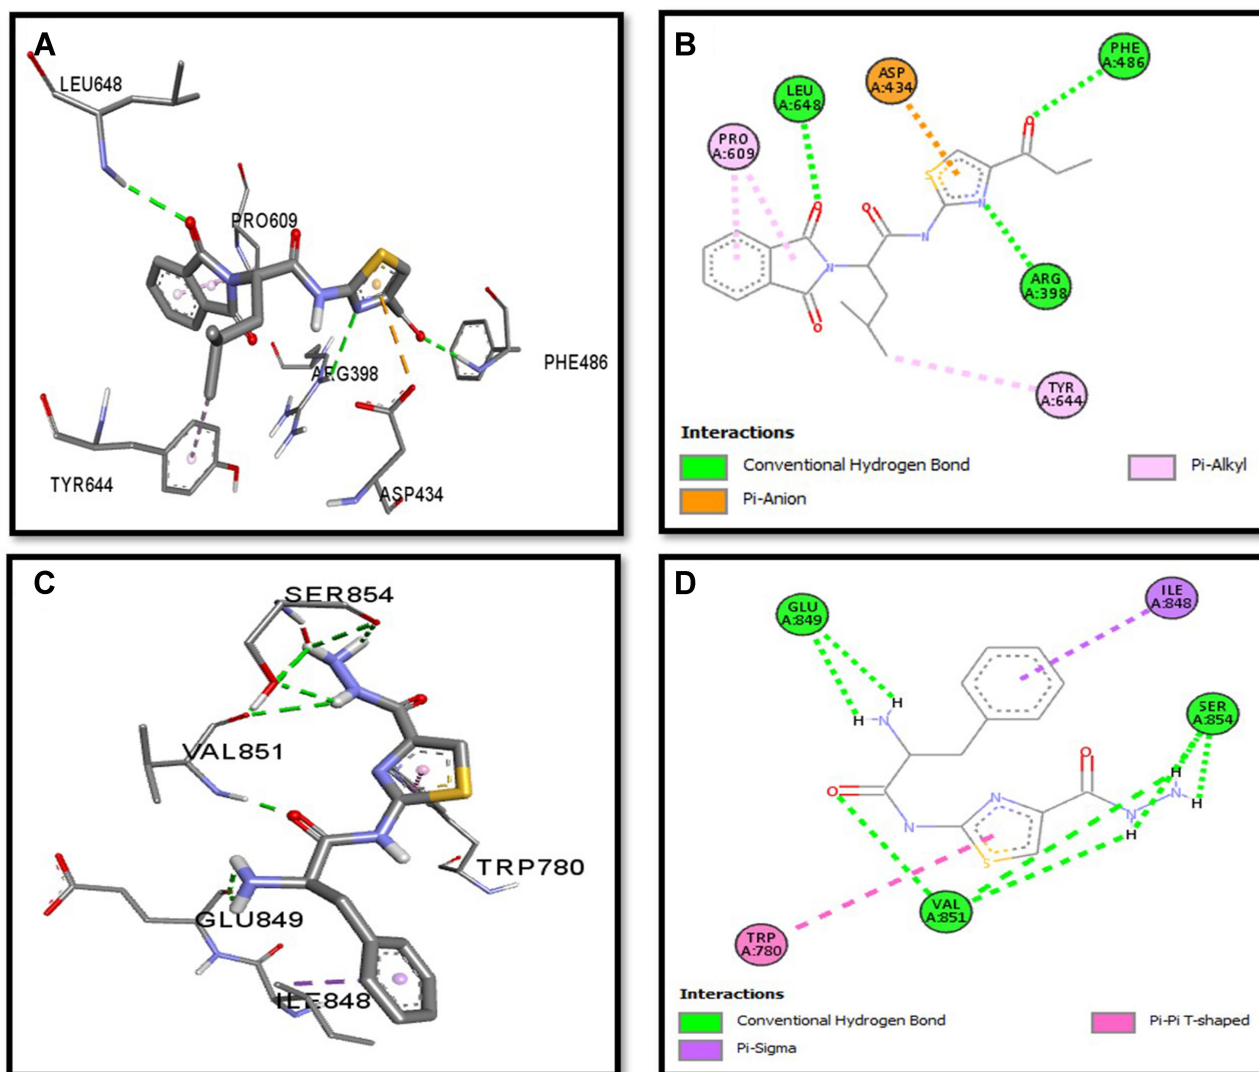 A
LEU648
PRO609
ARG398
PHE486
TYR644
ASP434
B
PHE
A:486
ASP
A:434
LEU
A:648
PRO
A:609
O
O
O
S
N
N
N
O
ARG
A:398
TYR
A:644
Interactions
Conventional Hydrogen Bond
Pi-Alkyl
Pi-Anion
C
SER854
VAL851
TRP780
GLU849
ILE848
D
ILE
A:848
GLU
A:849
SER
A:854
H
H N
O
H
O
N
N
H
N
N
S
H
VAL
A:851
TRP
A:780
Interactions
Conventional Hydrogen Bond
Pi-Pi T-shaped
Pi-Sigma